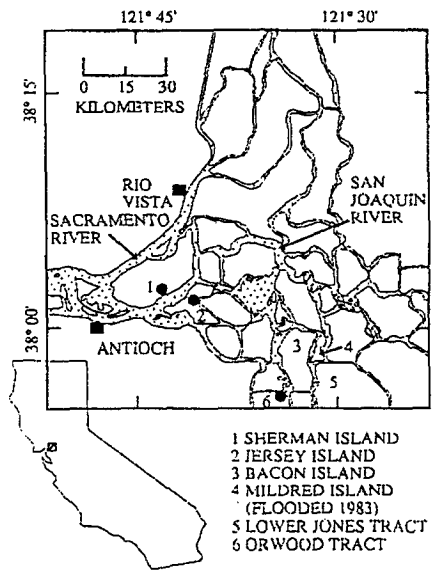 121° 45'
121° 30'
38° 15'
0 15 30
KILOMETERS
RIO
VISTA
SAN
JOAQUIN
RIVER
SACRAMENTO
RIVER
1
2
38° 00'
ANTIOCH
3
4
5
6
1 SHERMAN ISLAND
2 JERSEY ISLAND
3 BACON ISLAND
4 MILDRED ISLAND
(FLOODED 1983)
5 LOWER JONES TRACT
6 ORWOOD TRACT